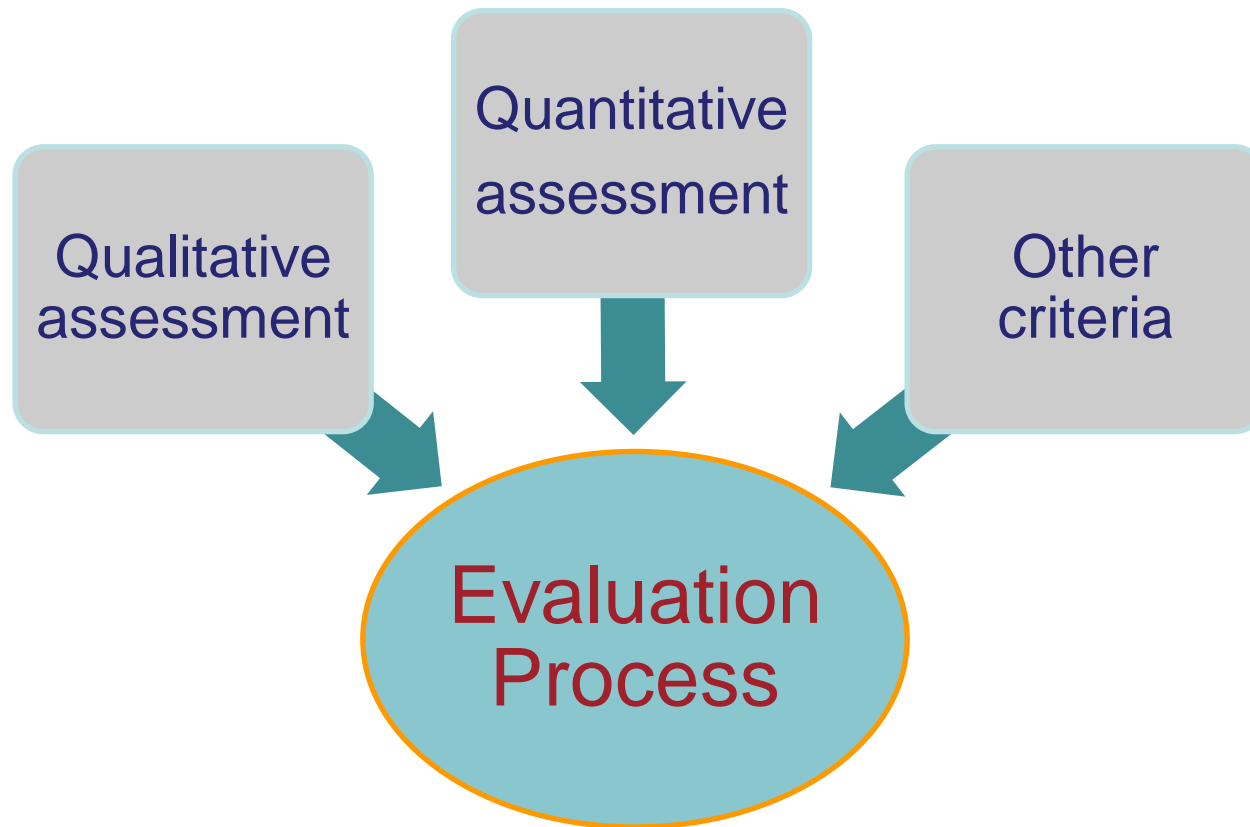 Qualitative
assessment
Quantitative
assessment
Other
criteria
Evaluation
Process